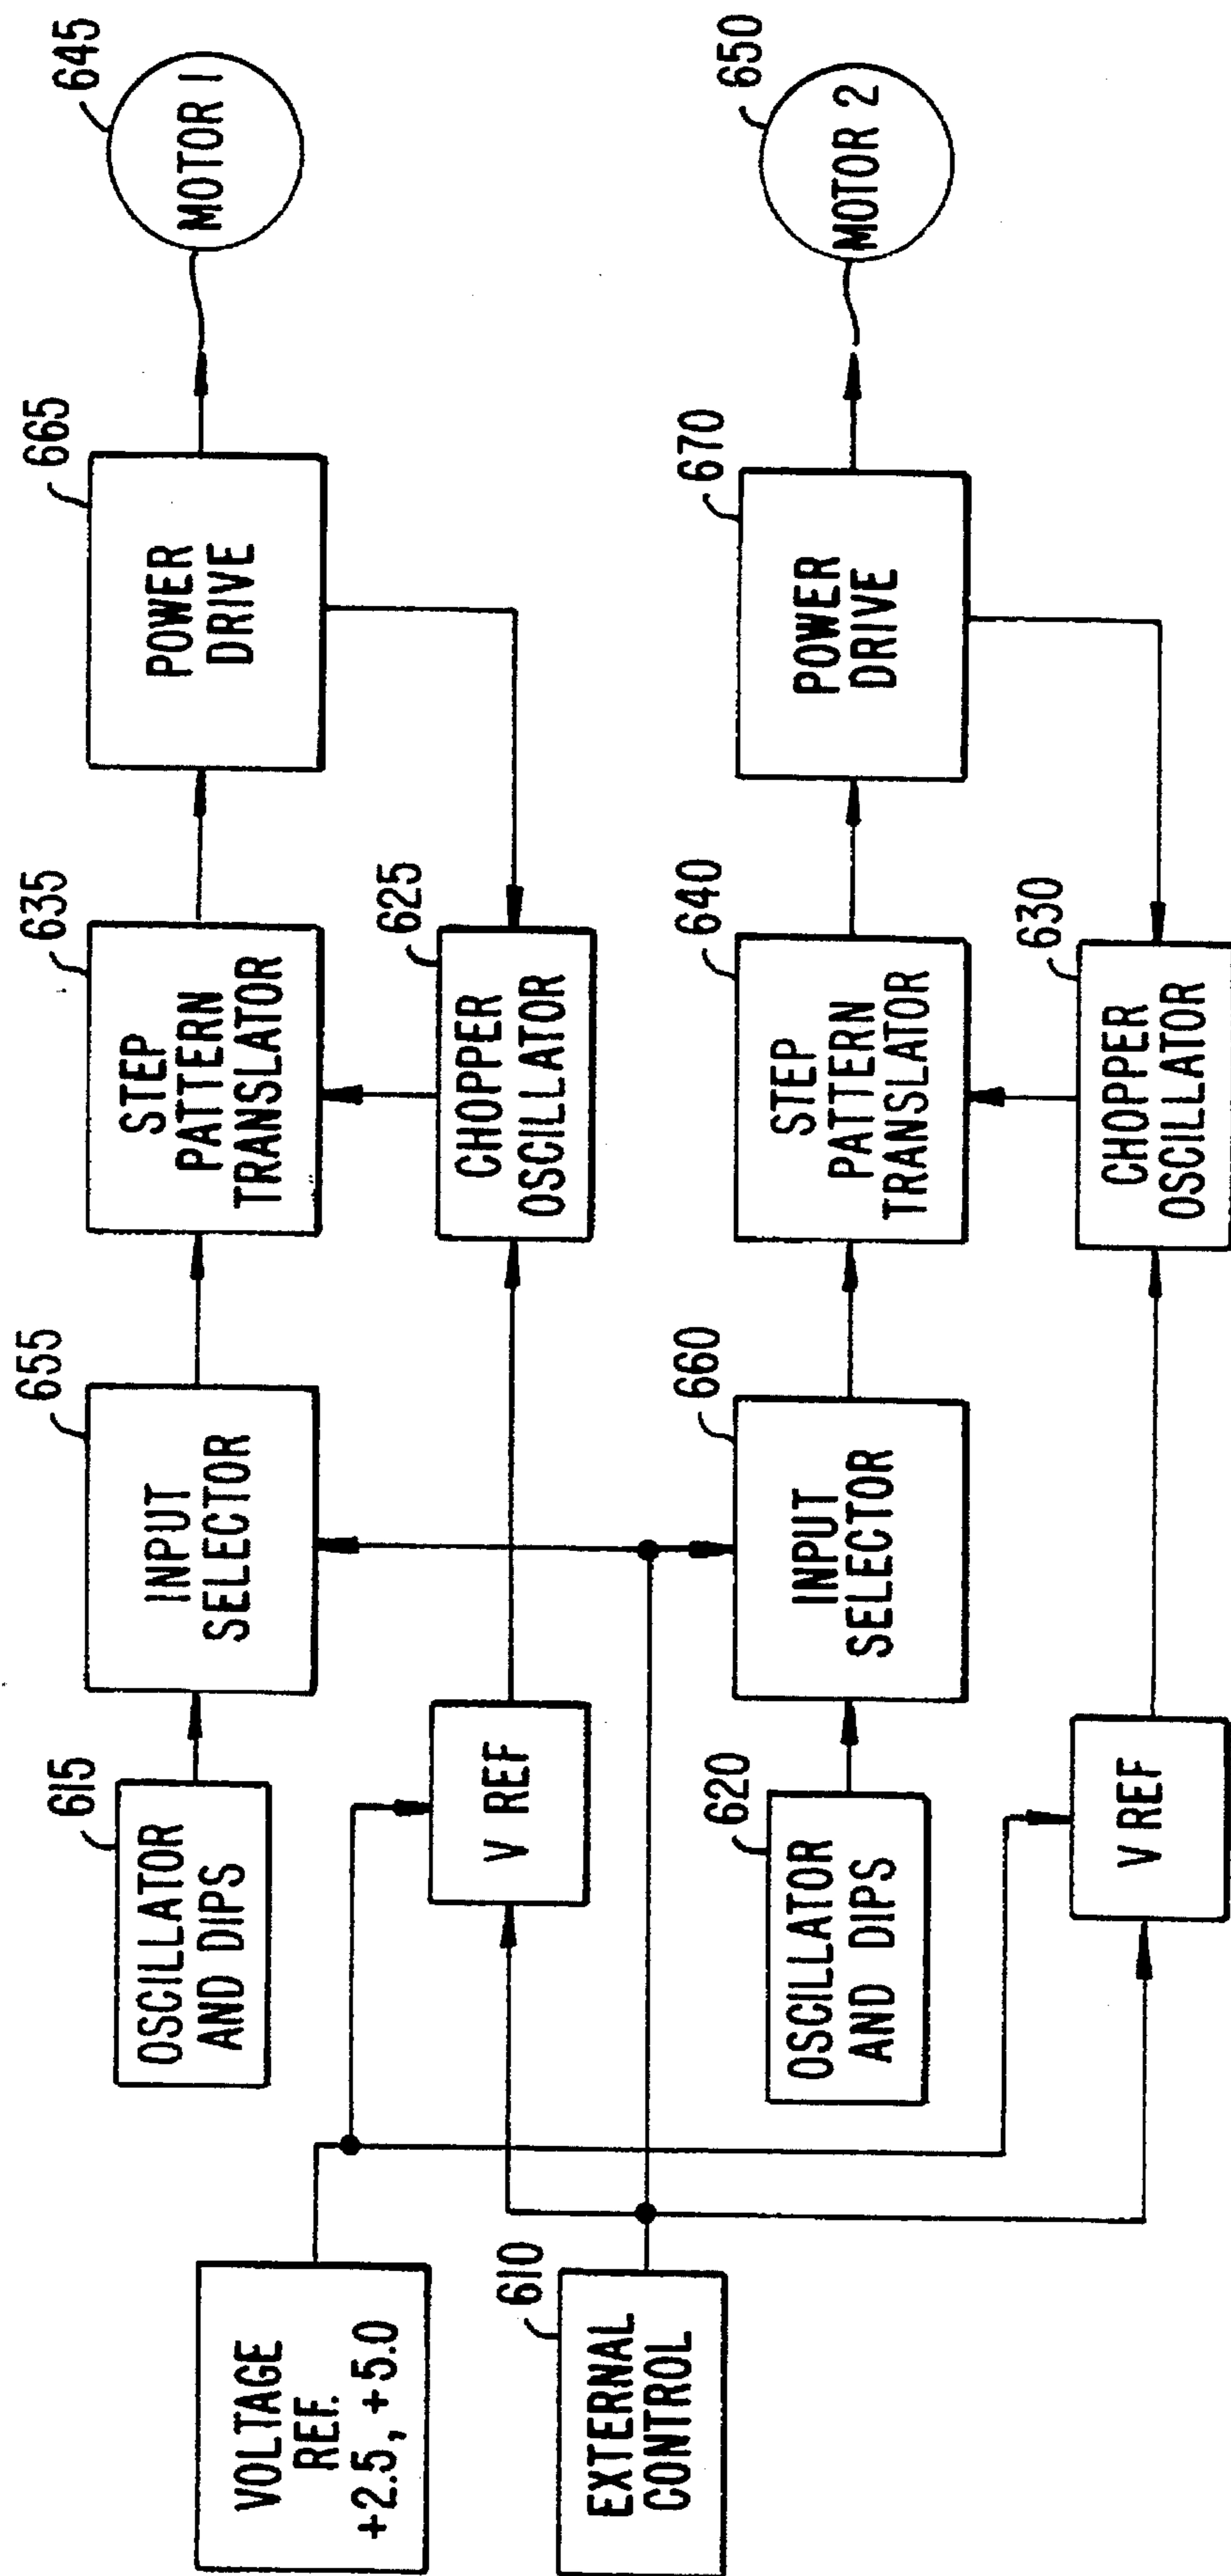 645
MOTOR 1
665
POWER
DRIVE
635
STEP
PATTERN
TRANSLATOR
625
CHOPPER
OSCILLATOR
655
INPUT
SELECTOR
615
OSCILLATOR
AND DIPS
V REF
VOLTAGE
REF.
+2.5, +5.0
610
EXTERNAL
CONTROL
650
MOTOR 2
670
POWER
DRIVE
640
STEP
PATTERN
TRANSLATOR
630
CHOPPER
OSCILLATOR
660
INPUT
SELECTOR
620
OSCILLATOR
AND DIPS
V REF